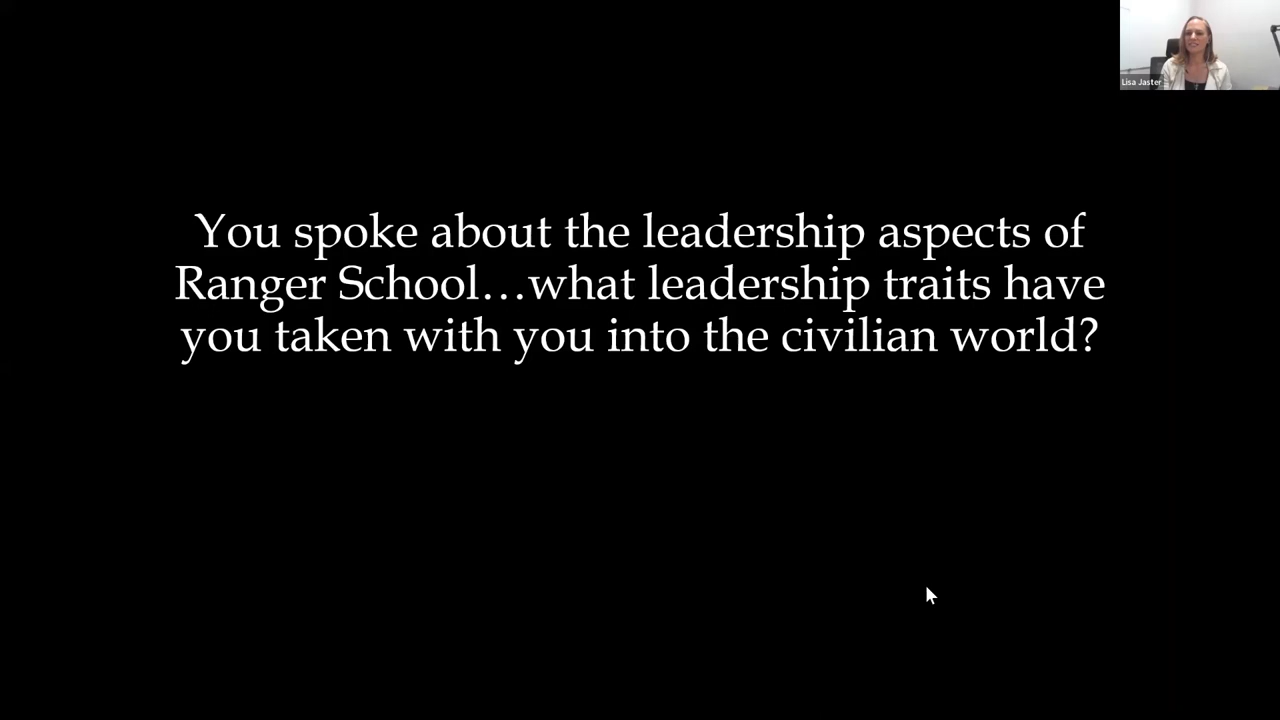 Lisa Jaster
You spoke about the leadership aspects of
Ranger School…what leadership traits have
you taken with you into the civilian world?